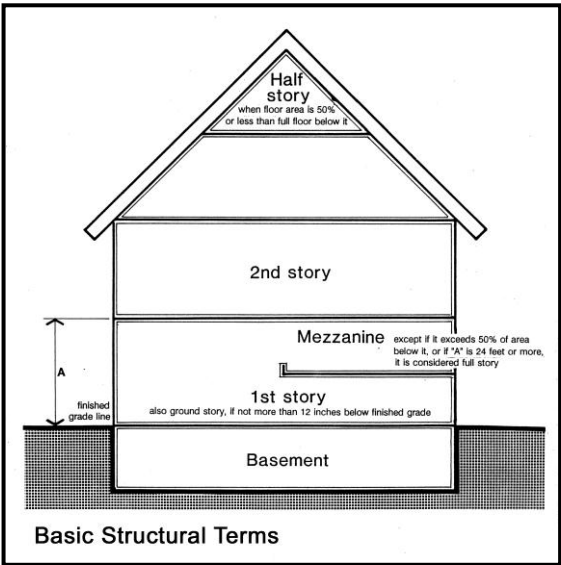 Half
story
when floor area is 50%
or less than full floor below it
2nd story
Mezzanine
except if it exceeds 50% of area
below it, or if "A" is 24 feet or more,
it is considered full story
A
1st story
also ground story, if not more than 12 inches below finished grade
finished
grade line
Basement
Basic Structural Terms